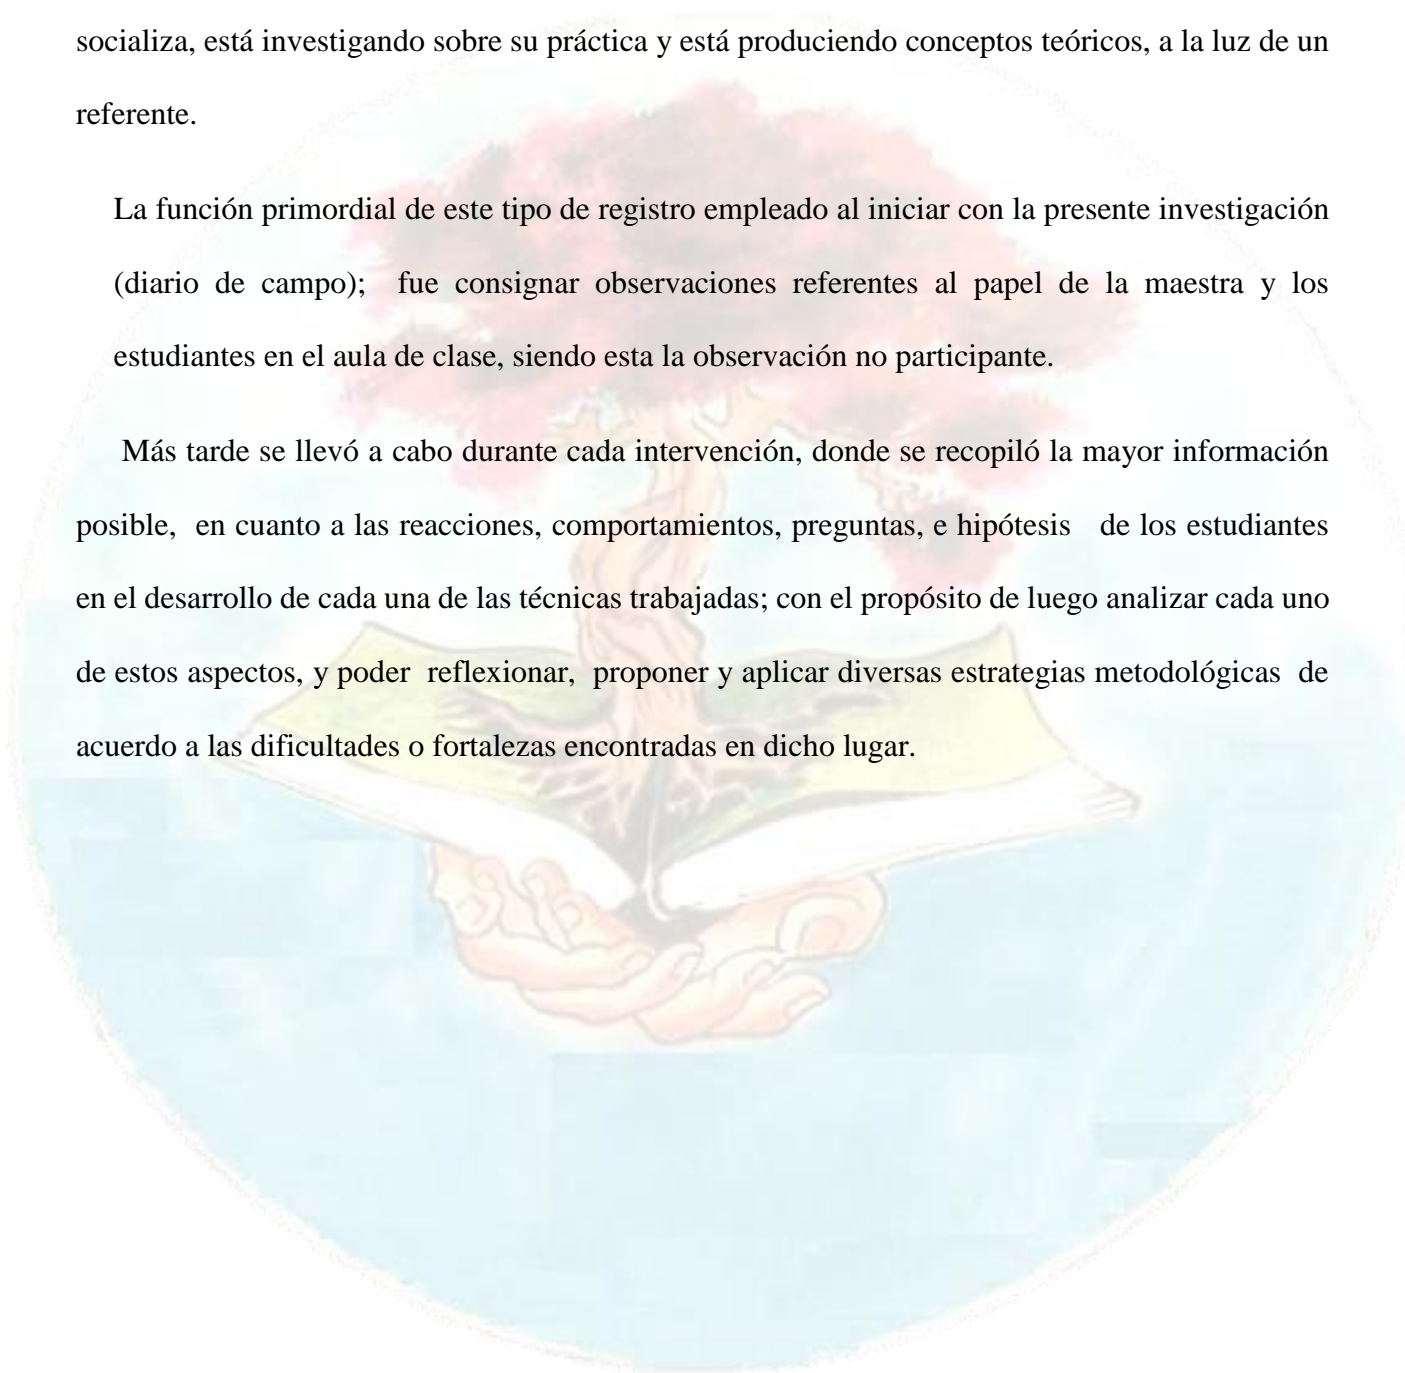 socializa, está investigando sobre su práctica y está produciendo conceptos teóricos, a la luz de un
referente.
La función primordial de este tipo de registro empleado al iniciar con la presente investigación
(diario de campo); fue consignar observaciones referentes al papel de la maestra y los
estudiantes en el aula de clase, siendo esta la observación no participante.
Más tarde se llevó a cabo durante cada intervención, donde se recopiló la mayor información
posible, en cuanto a las reacciones, comportamientos, preguntas, e hipótesis de los estudiantes
en el desarrollo de cada una de las técnicas trabajadas; con el propósito de luego analizar cada uno
de estos aspectos, y poder reflexionar, proponer y aplicar diversas estrategias metodológicas de
acuerdo a las dificultades o fortalezas encontradas en dicho lugar.